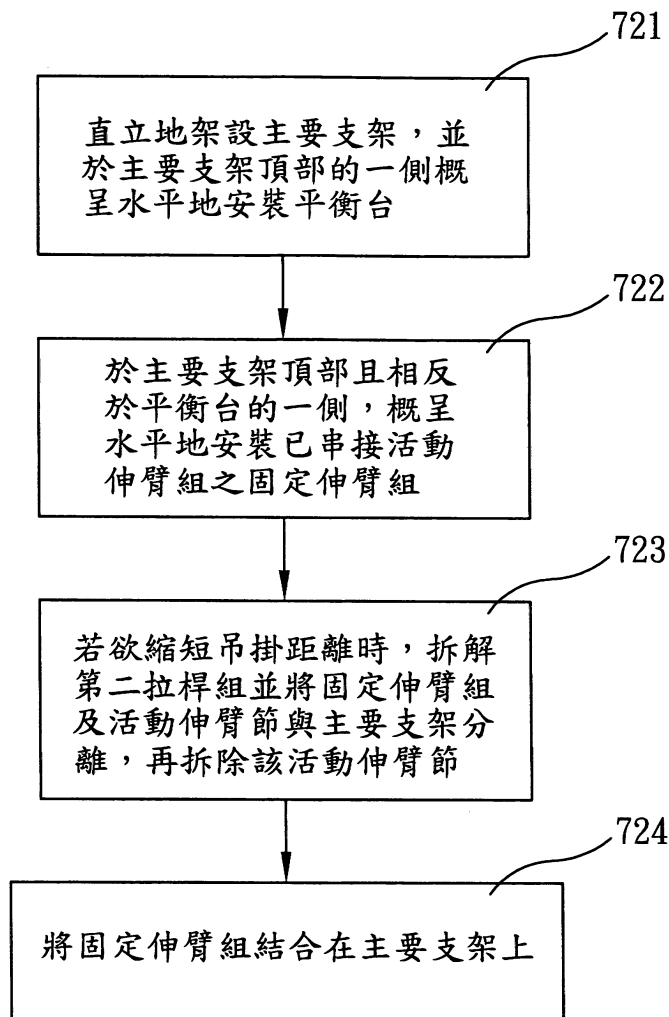 721
直立地架設主要支架，並
於主要支架頂部的一側概
呈水平地安裝平衡台
722
於主要支架頂部且相反
於平衡台的一側，概呈
水平地安裝已串接活動
伸臂組之固定伸臂組
723
若欲縮短吊掛距離時，拆解
第二拉桿組並將固定伸臂組
及活動伸臂節與主要支架分
離，再拆除該活動伸臂節
724
將固定伸臂組結合在主要支架上